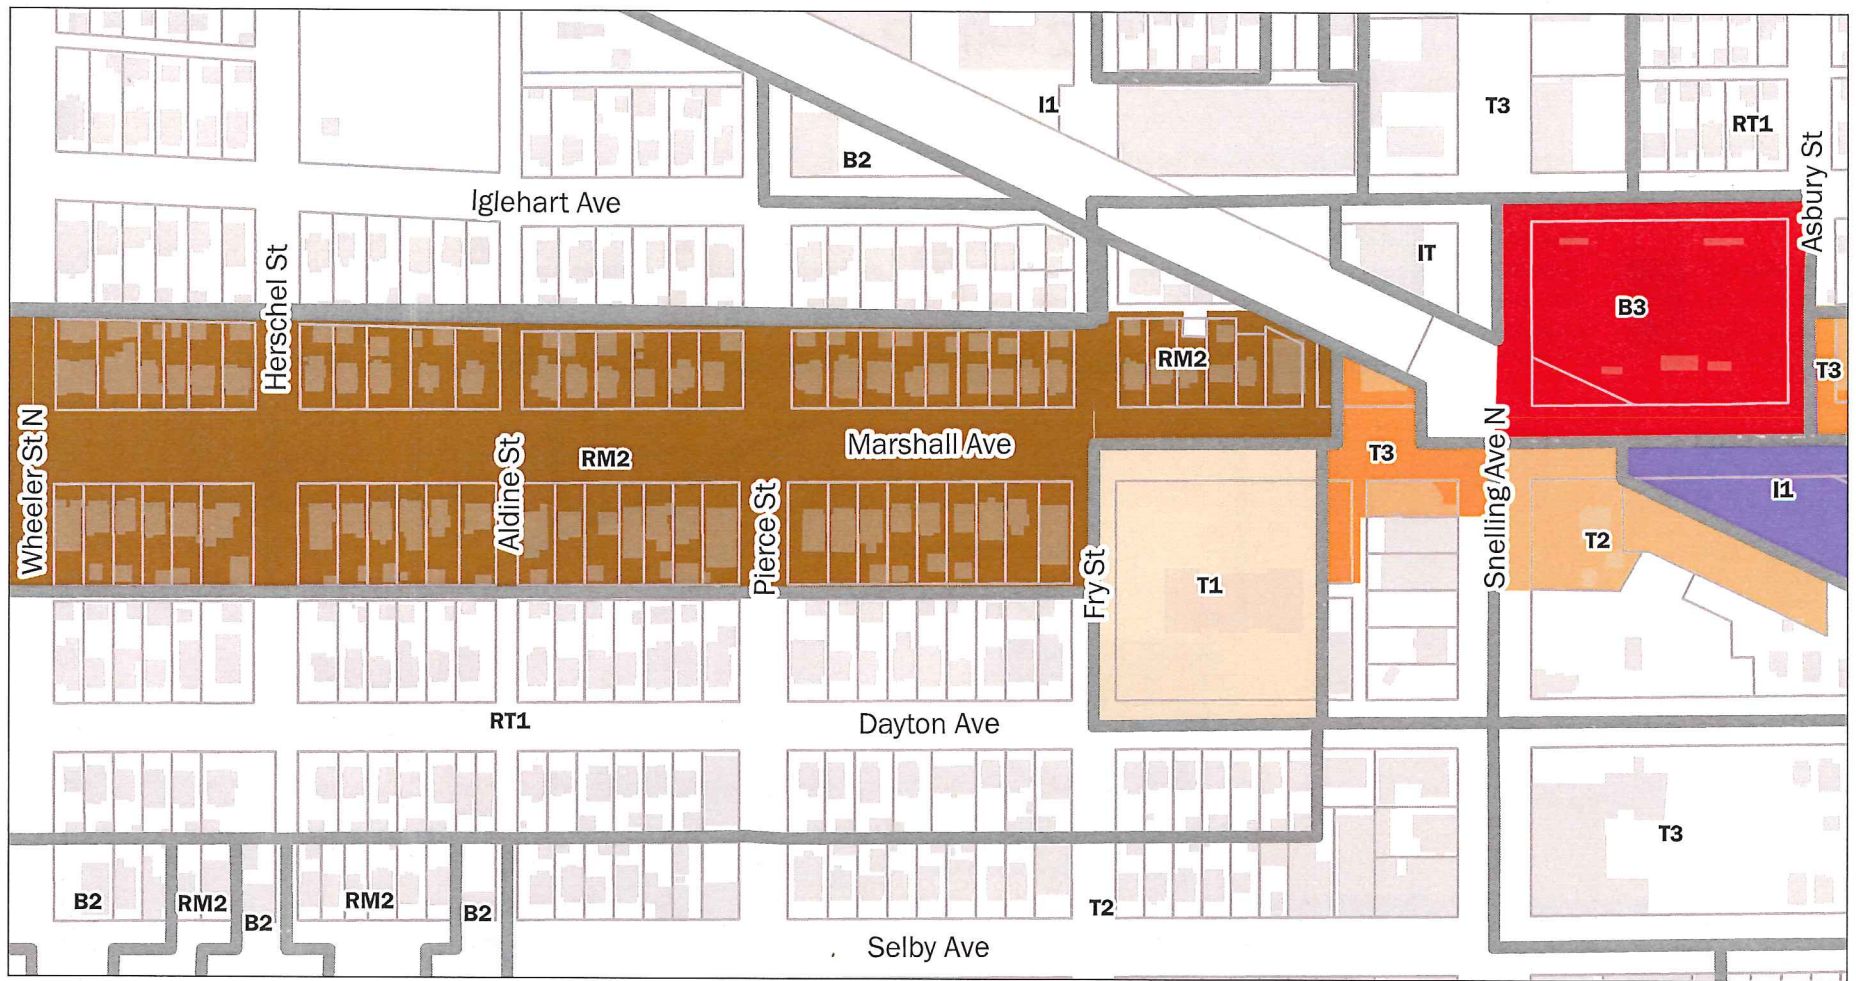 I1
T3
RT1
B2
Iglehart Ave
Asbury St
Herschel St
IT
B3
RM2
T3
Wheeler St N
Aldine St
RM2
Marshall Ave
T3
Snelling Ave N
I1
Pierce St
Fry St
T1
T2
RT1
Dayton Ave
T3
B2
RM2
B2
RM2
B2
T2
Selby Ave